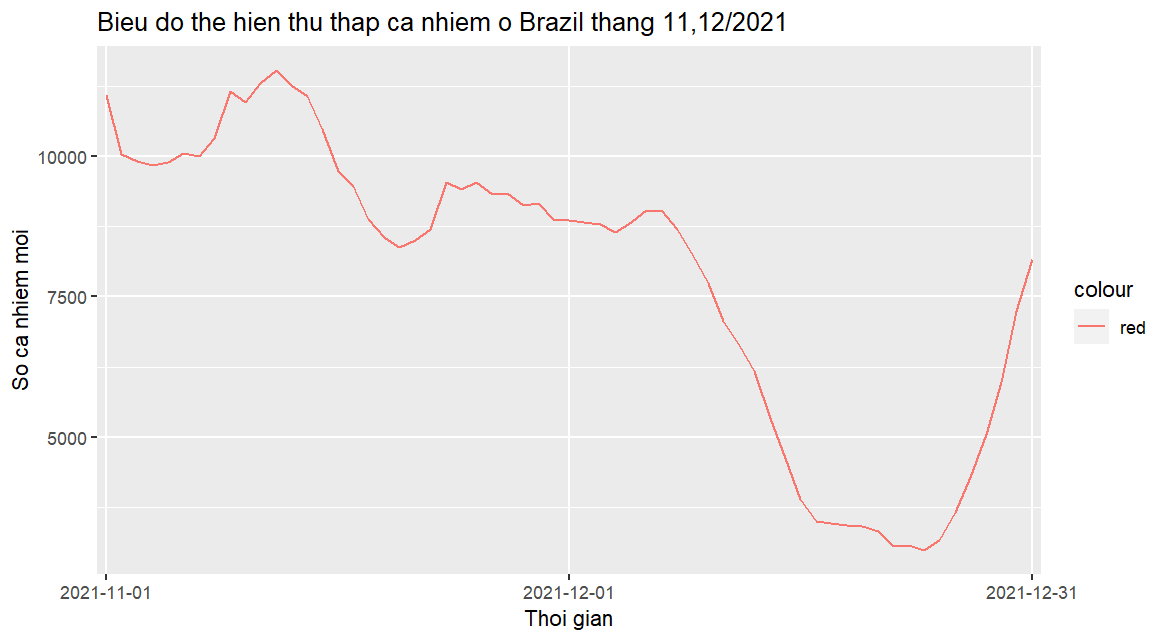 Bieu do the hien thu thap ca nhiem o Brazil thang 11,12/2021
So ca nhiem moi
10000
7500
5000
2021-11-01
2021-12-01
2021-12-31
Thoi gian
colour
red